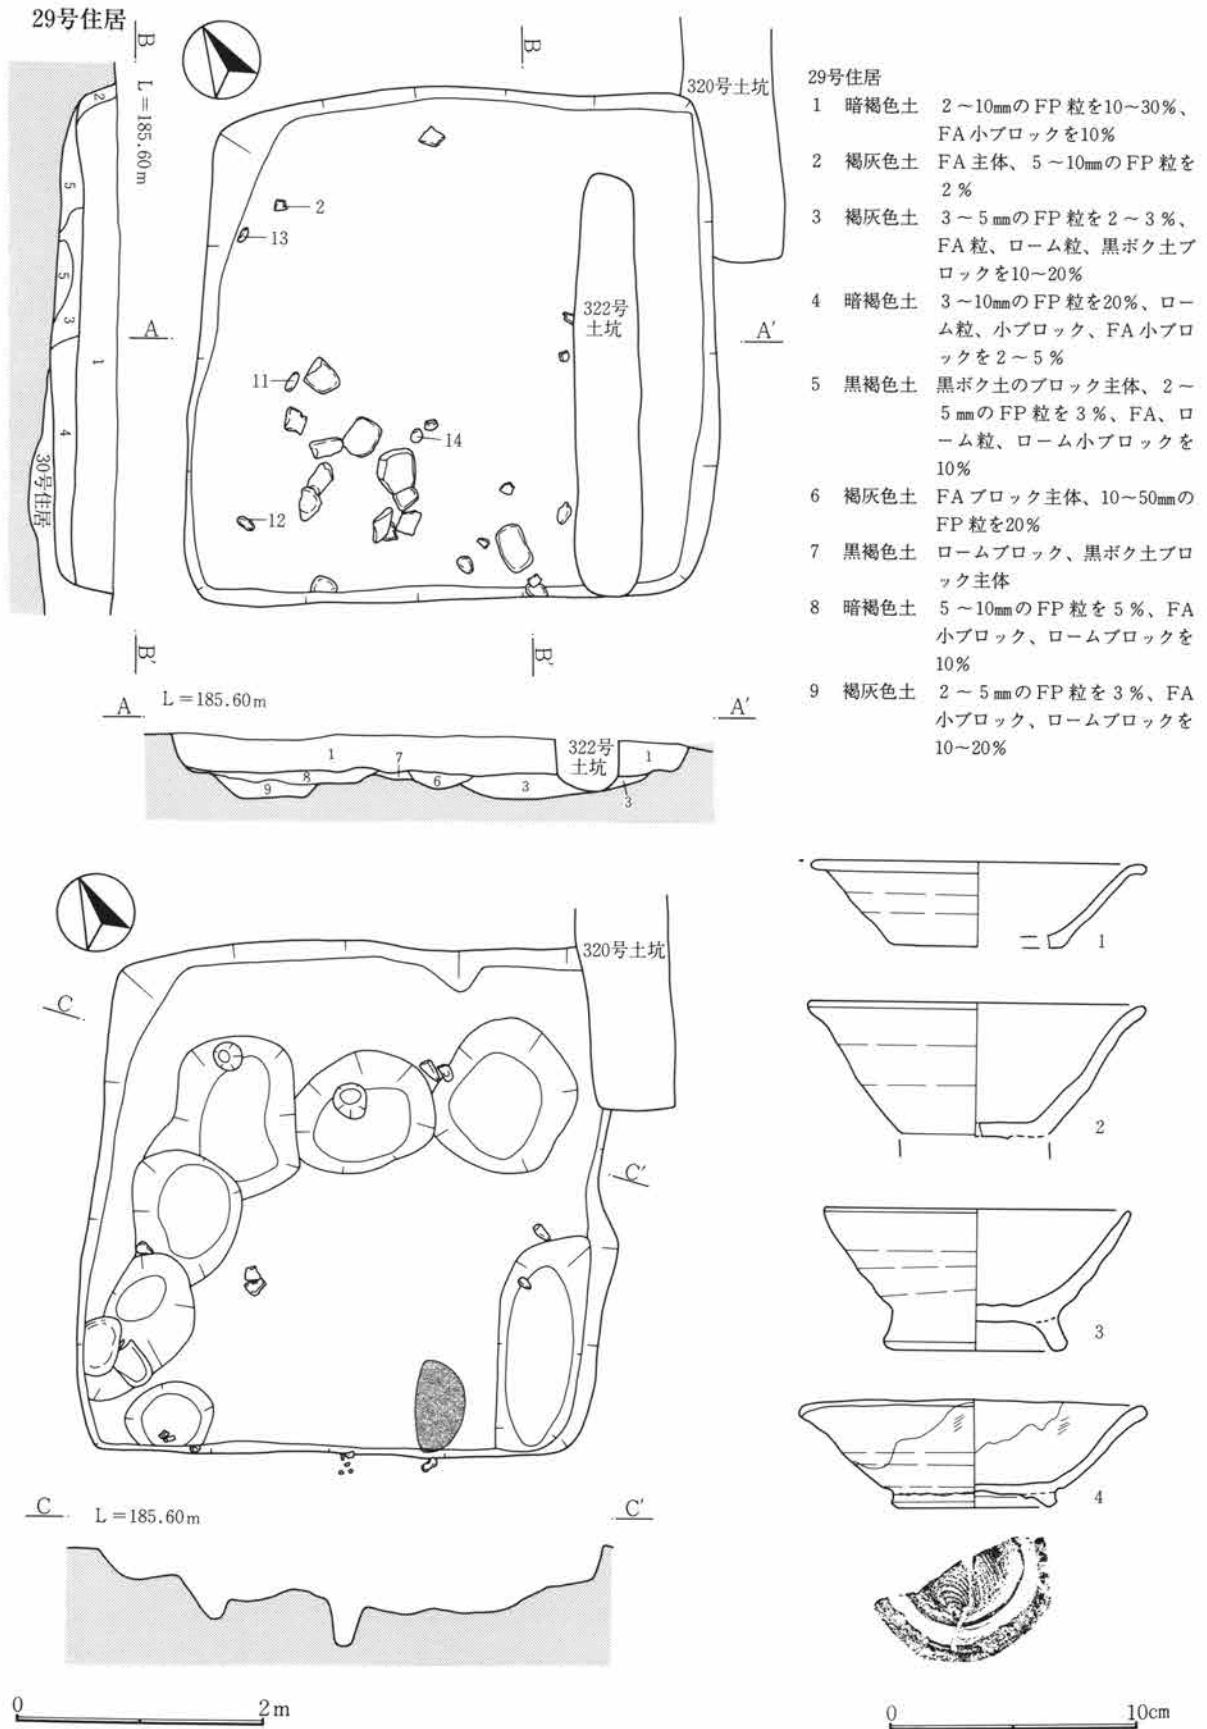 29号住居
B
B
L=185.60m
2
5
5
3
1
4
30号住居
320号土坑
2
13
322号
土坑
A
A'
11
14
12
B'
B'
29号住居
1 暗褐色土 2~10㎜のFP粒を10~30%、
FA小ブロックを10%
2 褐灰色土 FA主体、5~10㎜のFP粒を
2%
3 褐灰色土 3~5㎜のFP粒を2~3%、
FA粒、ローム粒、黒ボク土ブ
ロックを10~20%
4 暗褐色土 3~10㎜のFP粒を20%、ロー
ム粒、小ブロック、FA小ブロ
ックを2~5%
5 黒褐色土 黒ボク土のブロック主体、2~
5㎜のFP粒を3%、FA、ロ
ーム粒、ローム小ブロックを
10%
6 褐灰色土 FAブロック主体、10~50㎜の
FP粒を20%
7 黒褐色土 ロームブロック、黒ボク土ブロ
ック主体
8 暗褐色土 5~10㎜のFP粒を5%、FA
小ブロック、ロームブロックを
10%
9 褐灰色土 2~5㎜のFP粒を3%、FA
小ブロック、ロームブロックを
10~20%
A L=185.60m A'
1
7
322号
土坑
1
8
6
9
3
3
320号土坑
C
C'
C L=185.60m C'
1
2
3
4
0 2m
0 10cm